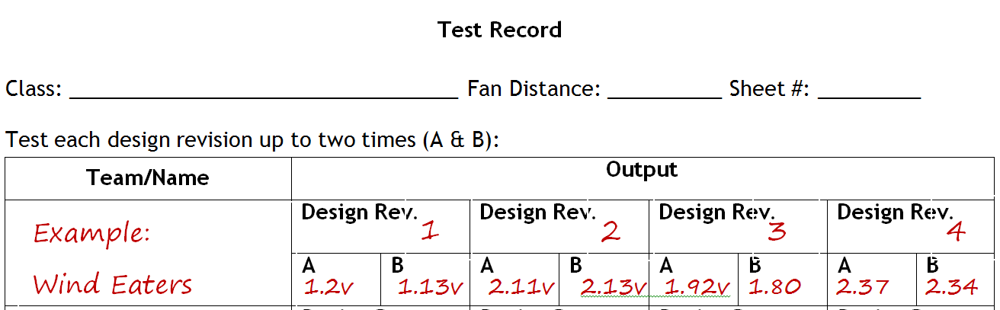 Test Record
Class: ______________________________ Fan Distance: _________ Sheet #: ________
Test each design revision up to two times (A & B):
Team/Name Output
Example: Design Rev. 1 Design Rev. 2 Design Rev. 3 Design Rev. 4
Wind Eaters A 1.2v B 1.13v A 2.11v B 2.13v A 1.92v B 1.80 A 2.37 B 2.34